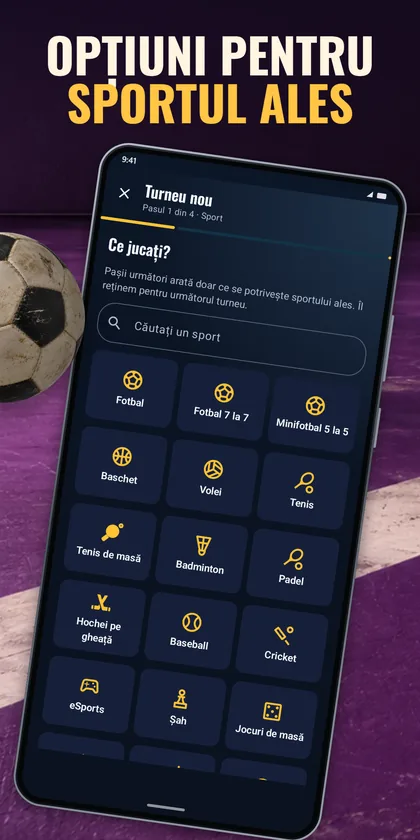 OPȚIUNI PENTRU
SPORTUL ALES
9:41
Turneu nou
Pasul 1 din 4 · Sport
Ce jucați?
Pașii următori arată doar ce se potrivește sportului ales. Îl
reținem pentru următorul turneu.
Căutați un sport
Fotbal
Fotbal 7 la 7
Minifotbal 5 la 5
Baschet
Volei
Tenis
Tenis de masă
Badminton
Padel
Hochei pe
gheață
Baseball
Cricket
eSports
Șah
Jocuri de masă